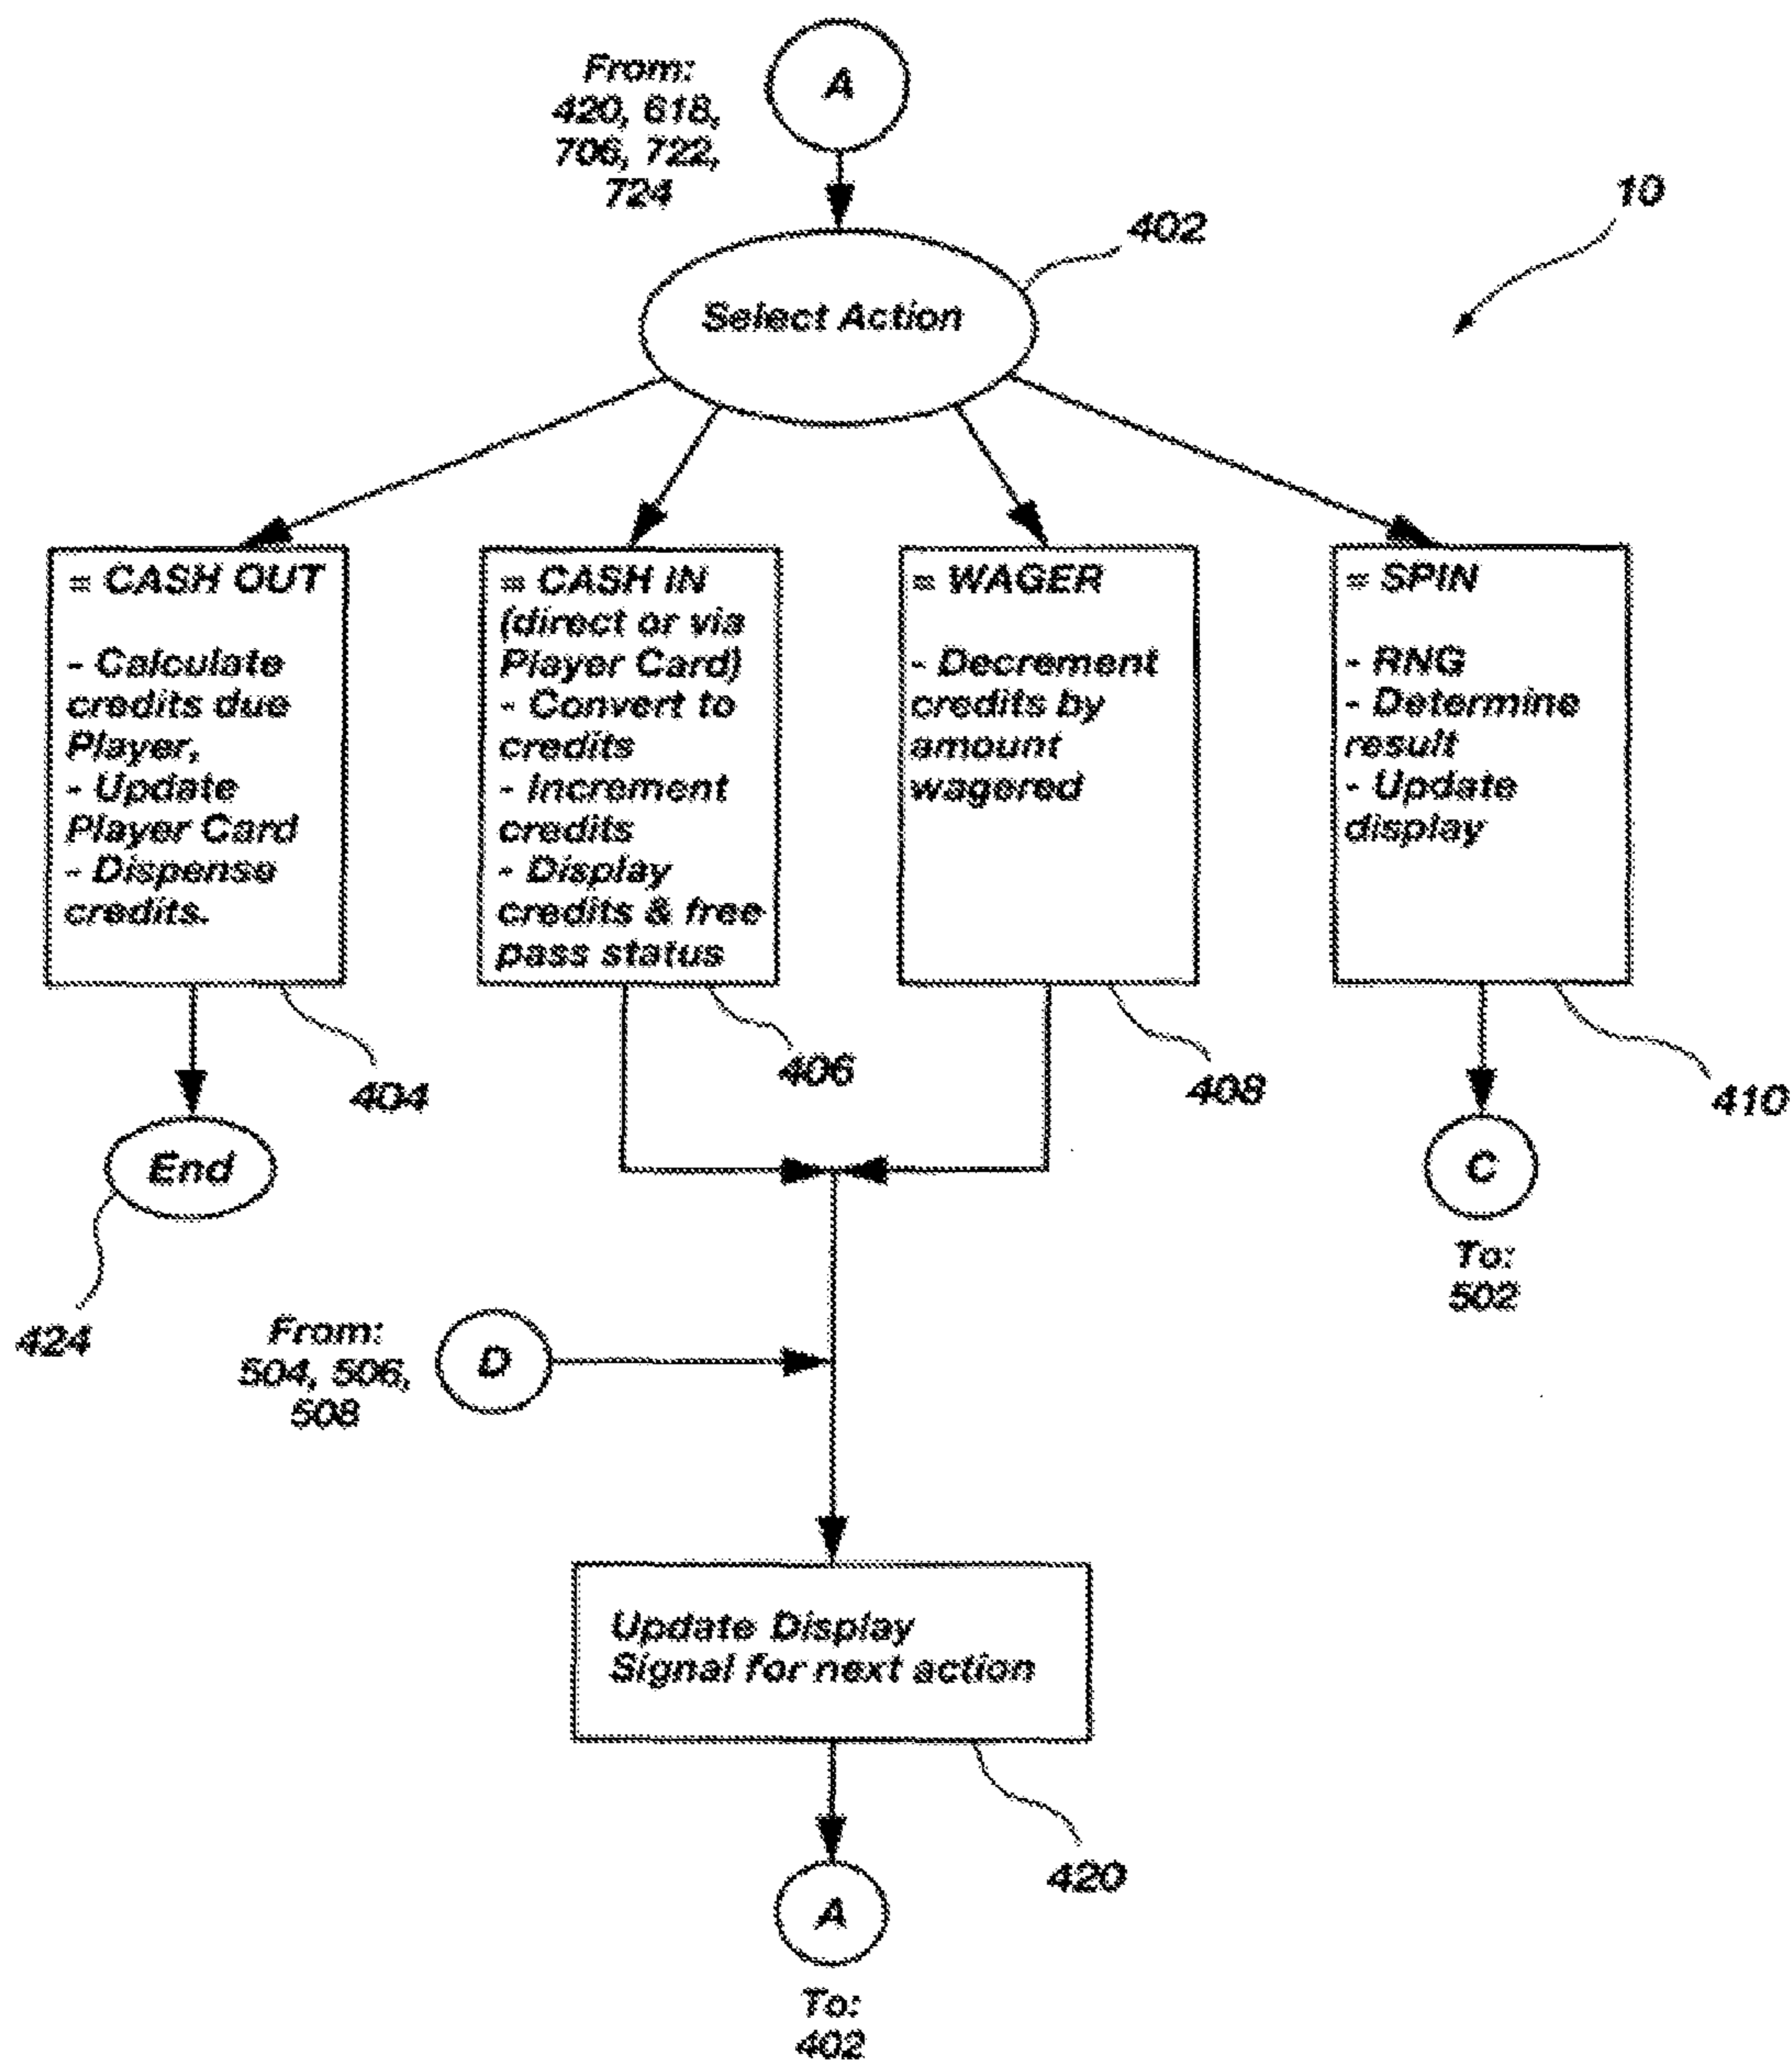 A
From:
420, 618,
706, 722,
724
10
402
Select Action
= CASH OUT
- Calculate
credits due
Player,
- Update
Player Card
- Dispense
credits.
= CASH IN
(direct or via
Player Card)
- Convert to
credits
- Increment
credits
- Display
credits & free
pass status
= WAGER
- Decrement
credits by
amount
wagered
= SPIN
- RNG
- Determine
result
- Update
display
404
406
408
410
End
424
C
To:
502
From:
504, 506,
508
D
Update Display
Signal for next action
420
A
To:
402